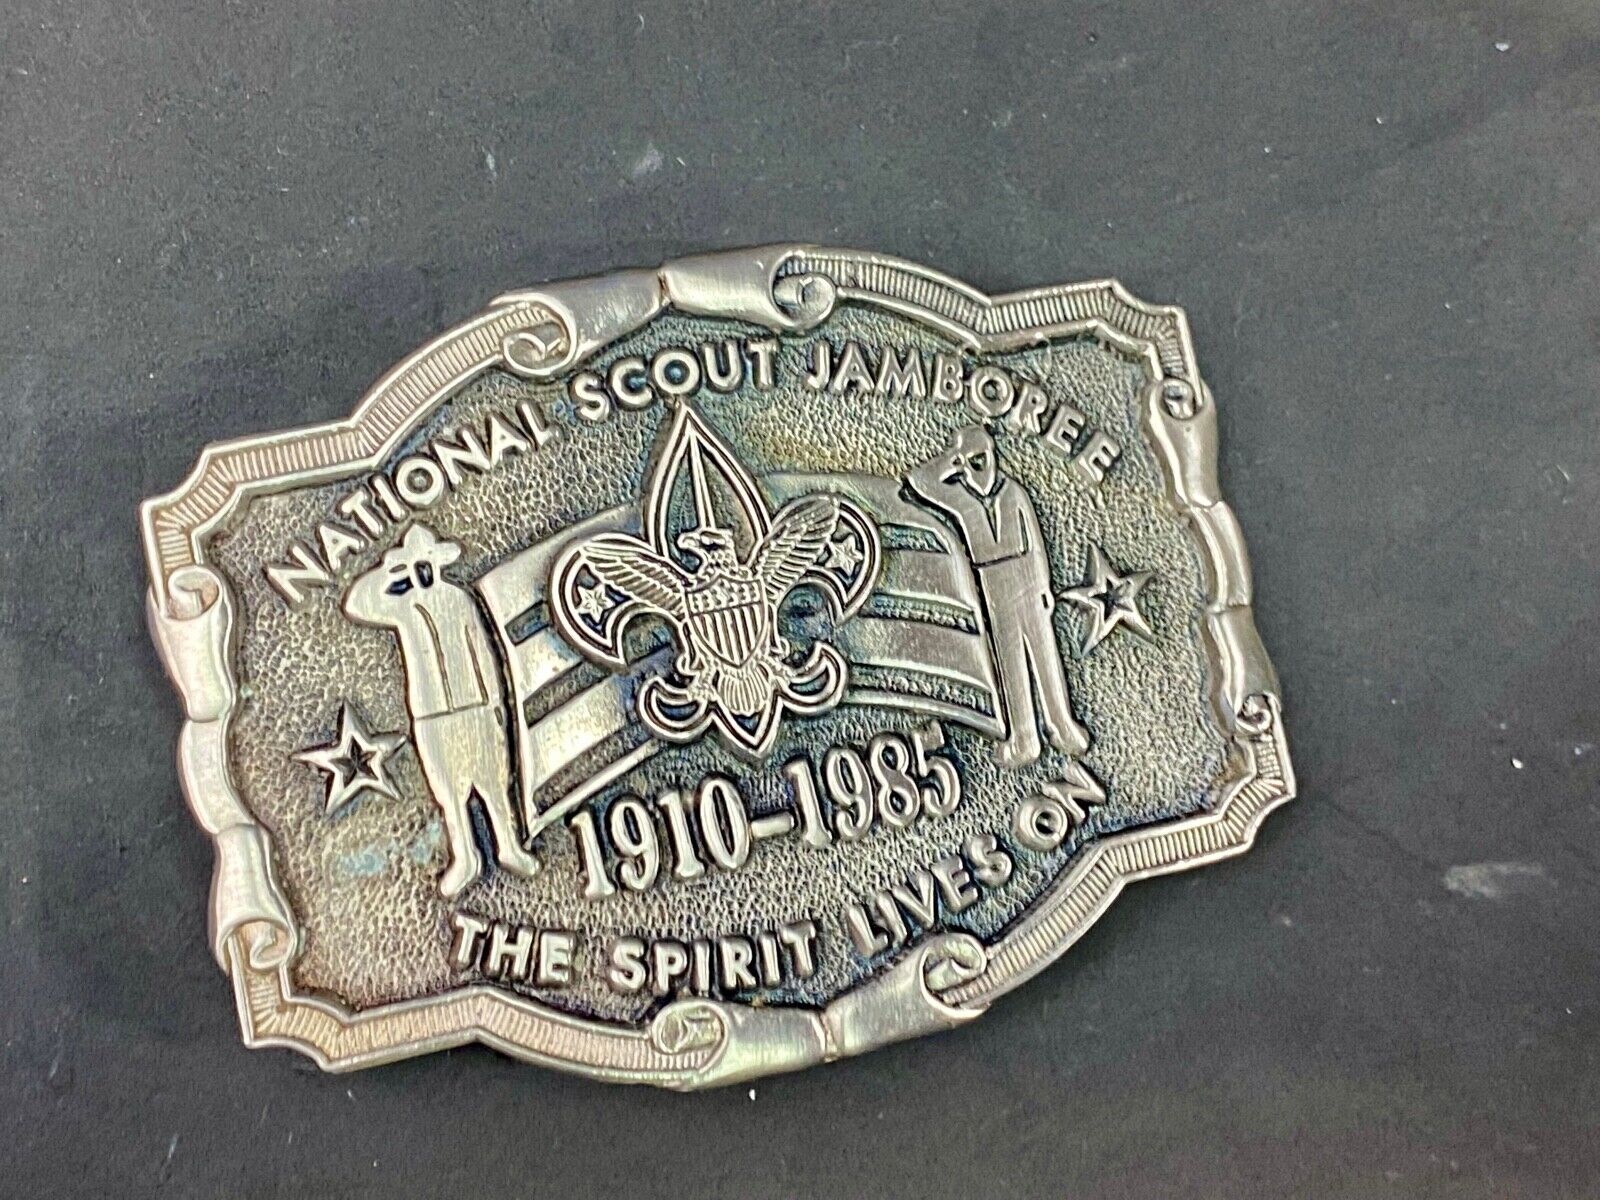 NATIONAL SCOUT JAMBOREE
1910-1985
THE SPIRIT LIVES ON